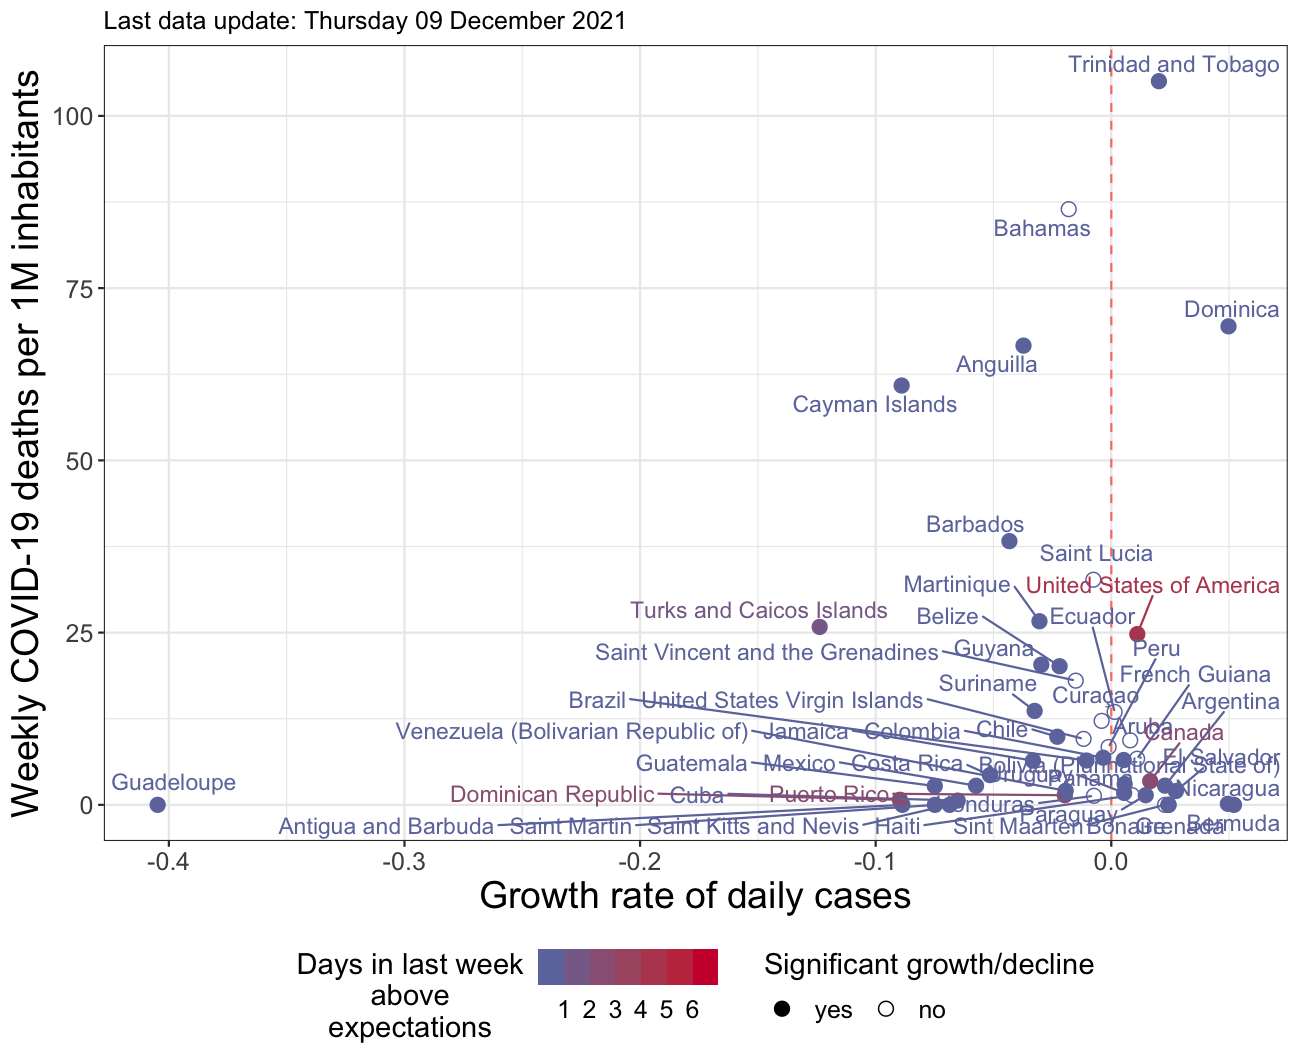 Last data update: Thursday 09 December 2021
Weekly COVID-19 deaths per 1M inhabitants
100
75
50
25
0
Trinidad and Tobago
Bahamas
Dominica
Anguilla
Cayman Islands
Barbados
Saint Lucia
Martinique
United States of America
Turks and Caicos Islands
Belize
Ecuador
Saint Vincent and the Grenadines
Guyana
Peru
French Guiana
Suriname
Curaçao
Brazil
United States Virgin Islands
Argentina
Venezuela (Bolivarian Republic of)
Jamaica
Colombia
Chile
Aruba
Canada
Guatemala
Mexico
Costa Rica
Bolivia (Plurinational State of)
El Salvador
Guadeloupe
Uruguay
Panama
Dominican Republic
Cuba
Puerto Rico
Honduras
Nicaragua
Paraguay
Antigua and Barbuda
Saint Martin
Saint Kitts and Nevis
Haiti
Sint Maarten
Bonaire
Grenada
Bermuda
-0.4
-0.3
-0.2
-0.1
0.0
Growth rate of daily cases
Days in last week
above
expectations
1 2 3 4 5 6
Significant growth/decline
yes
no